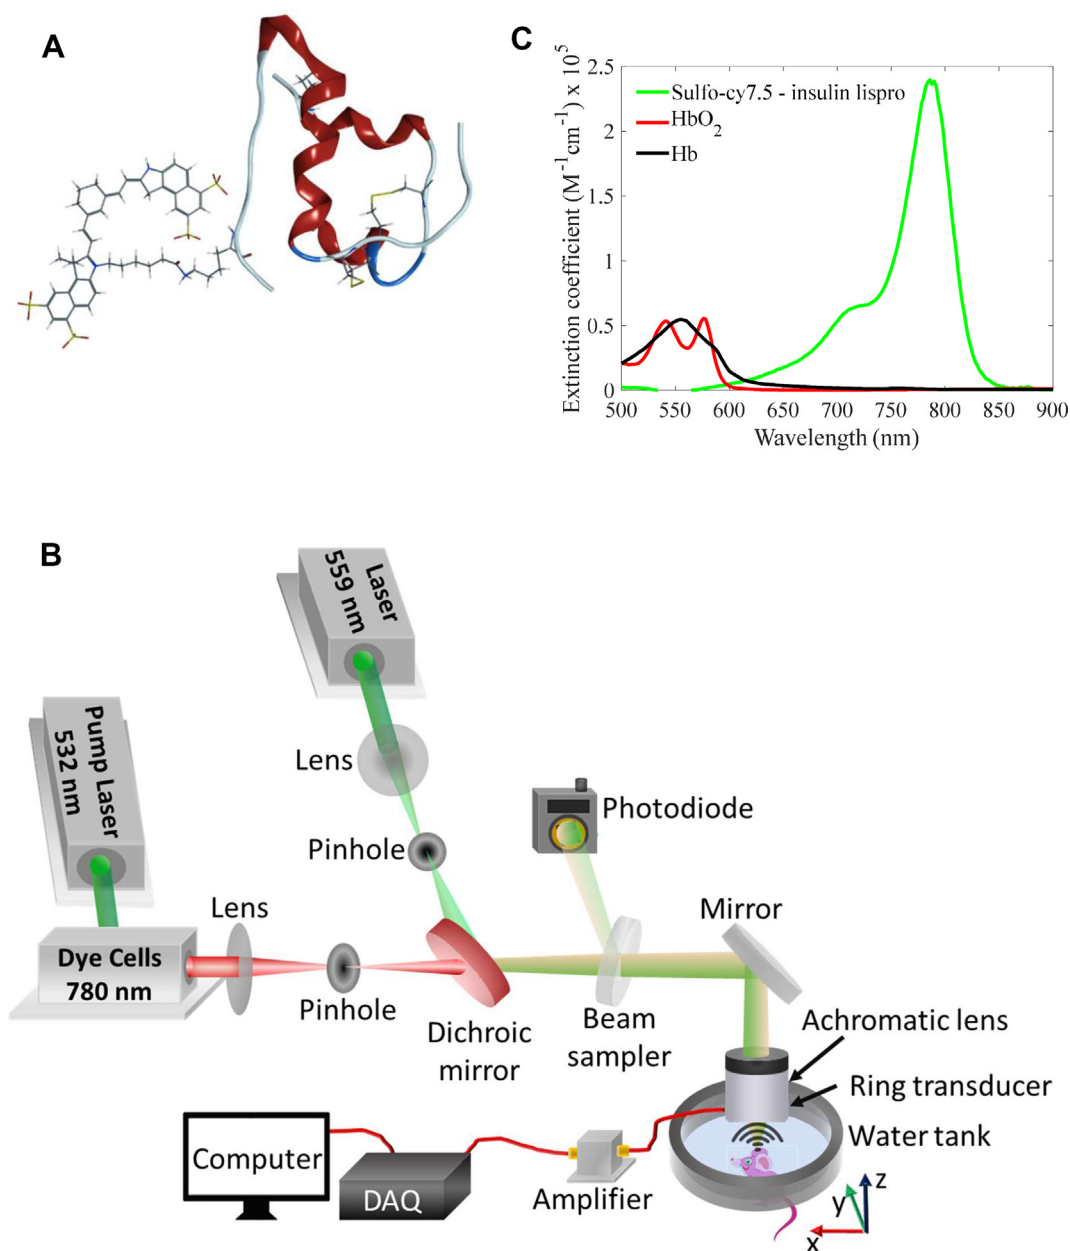 A
C
Extinction coefficient (M⁻¹cm⁻¹) x 10⁵
2.5
2
1.5
1
0.5
0
500 550 600 650 700 750 800 850 900
Wavelength (nm)
Sulfo-cy7.5 - insulin lispro
HbO₂
Hb
B
Laser
559 nm
Pump Laser
532 nm
Lens
Pinhole
Photodiode
Lens
Mirror
Dye Cells
780 nm
Pinhole
Dichroic
mirror
Beam
sampler
Achromatic lens
Ring transducer
Water tank
Computer
DAQ
Amplifier
z
y
x